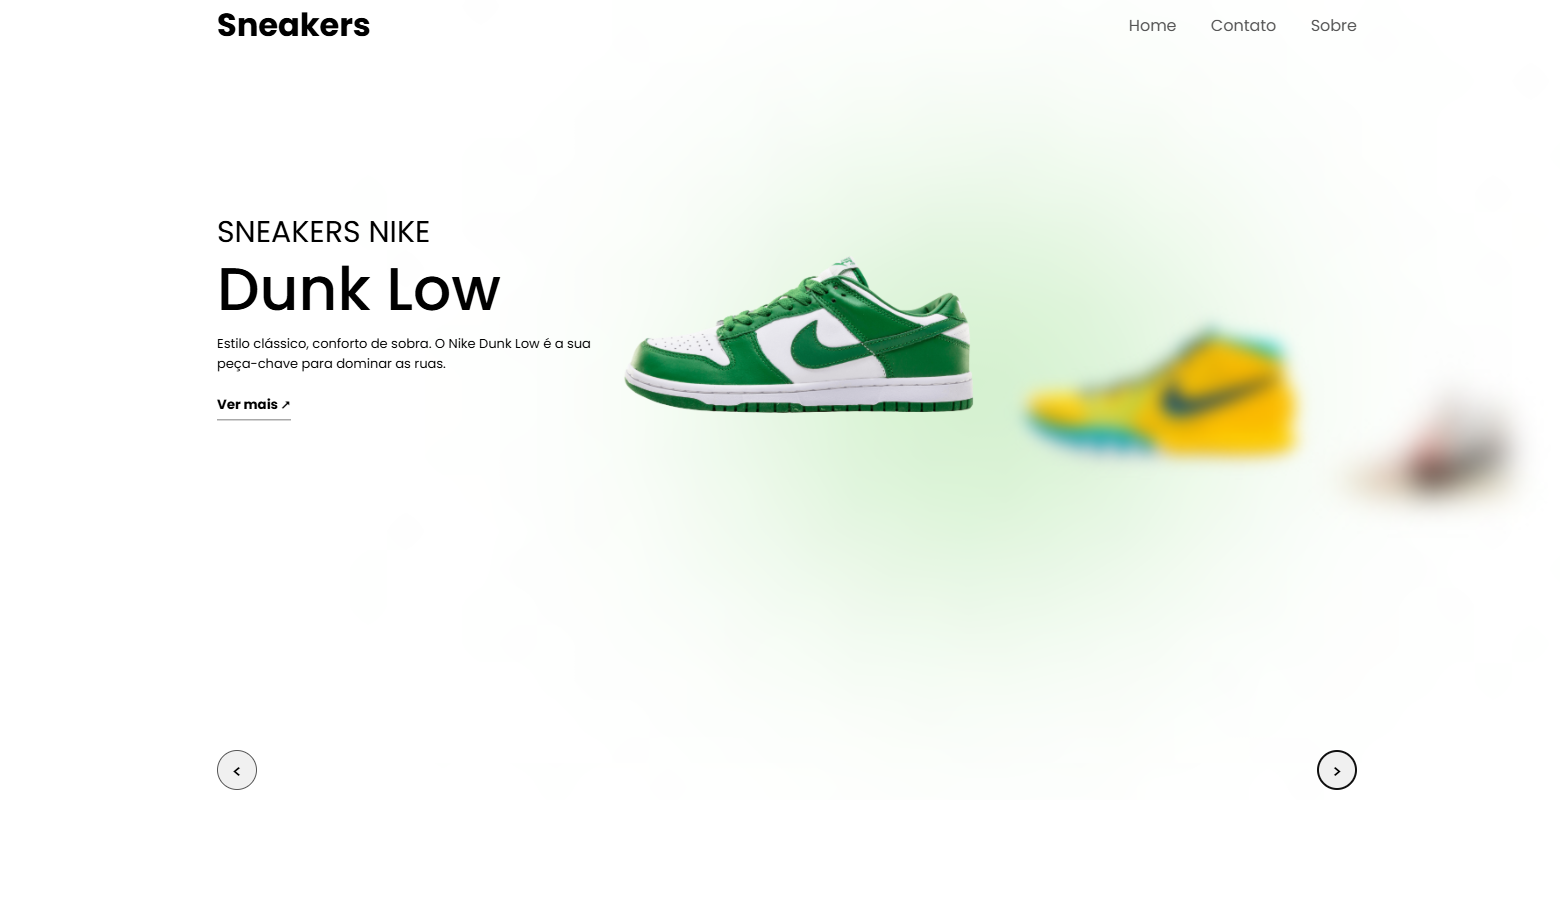 Sneakers
Home Contato Sobre
SNEAKERS NIKE
Dunk Low
Estilo clássico, conforto de sobra. O Nike Dunk Low é a sua
peça-chave para dominar as ruas.
Ver mais ↗
< >